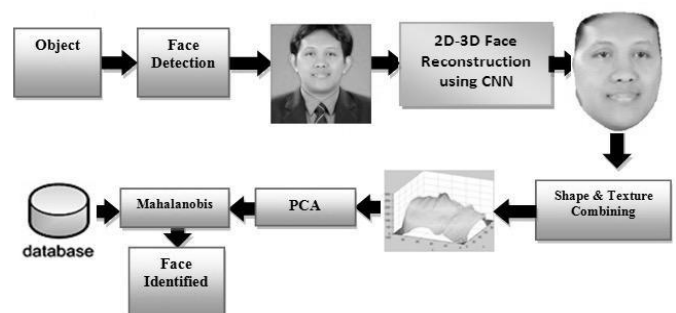 Object
Face
Detection
2D-3D Face
Reconstruction
using CNN
Shape & Texture
Combining
PCA
Mahalanobis
database
Face
Identified